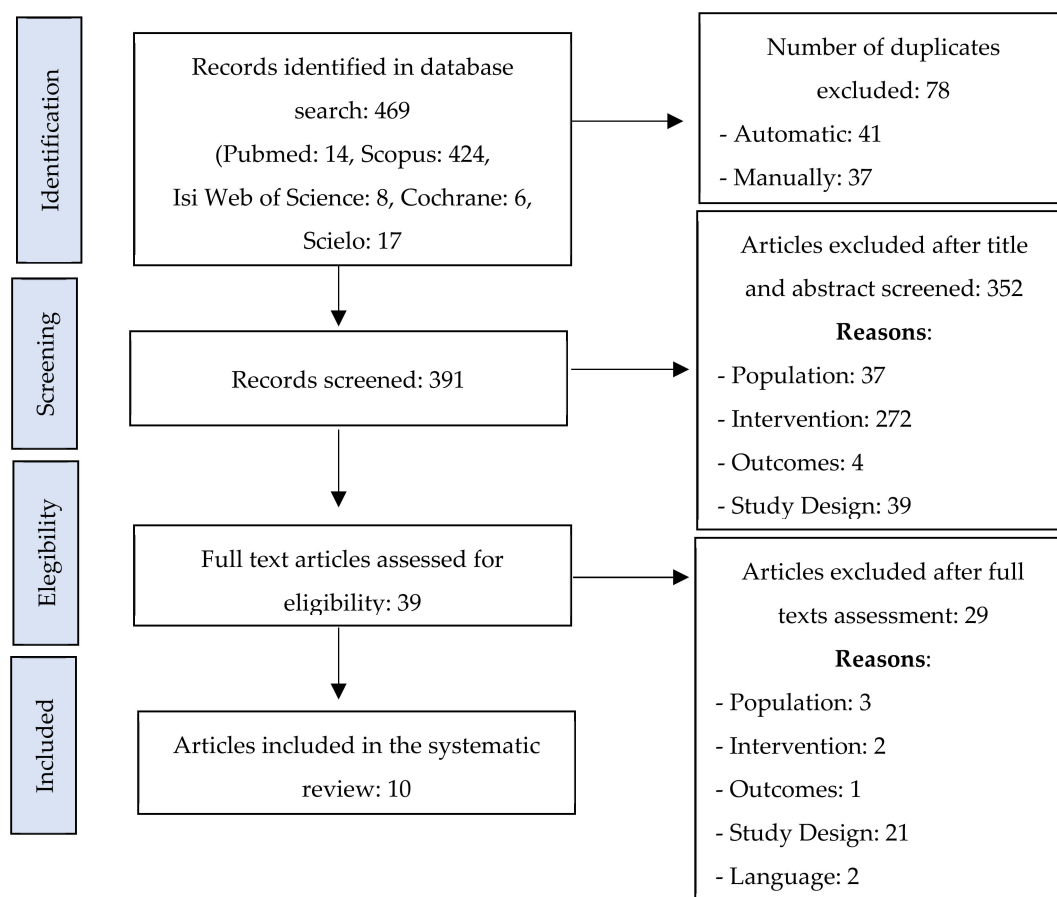 Identification
Records identified in database
search: 469
(Pubmed: 14, Scopus: 424,
Isi Web of Science: 8, Cochrane: 6,
Scielo: 17
Number of duplicates
excluded: 78
- Automatic: 41
- Manually: 37
Screening
Records screened: 391
Articles excluded after title
and abstract screened: 352
Reasons:
- Population: 37
- Intervention: 272
- Outcomes: 4
- Study Design: 39
Elegibility
Full text articles assessed for
eligibility: 39
Articles excluded after full
texts assessment: 29
Reasons:
- Population: 3
- Intervention: 2
- Outcomes: 1
- Study Design: 21
- Language: 2
Included
Articles included in the systematic
review: 10